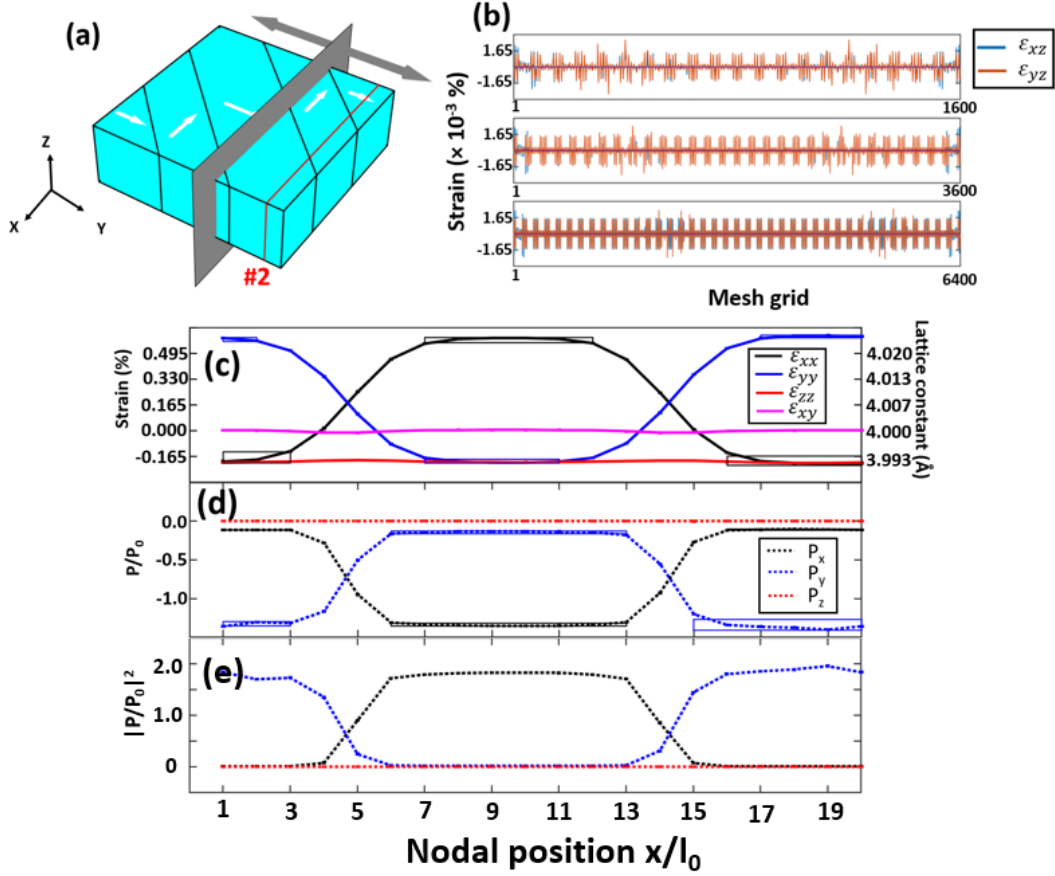 (a)
Z
X
Y
#2
(b)
Strain (× 10⁻³ %)
1.65
-1.65
1
1600
1.65
-1.65
1
3600
1.65
-1.65
1
6400
Mesh grid
ε_xz
ε_yz
(c)
Strain (%)
0.495
0.330
0.165
0.000
-0.165
ε_xx
ε_yy
ε_zz
ε_xy
4.020
4.013
4.007
4.000
3.993
Lattice constant (Å)
(d)
P/P₀
0.0
-0.5
-1.0
P_x
P_y
P_z
(e)
|P/P₀|²
2.0
1.0
0
1 3 5 7 9 11 13 15 17 19
Nodal position x/l₀